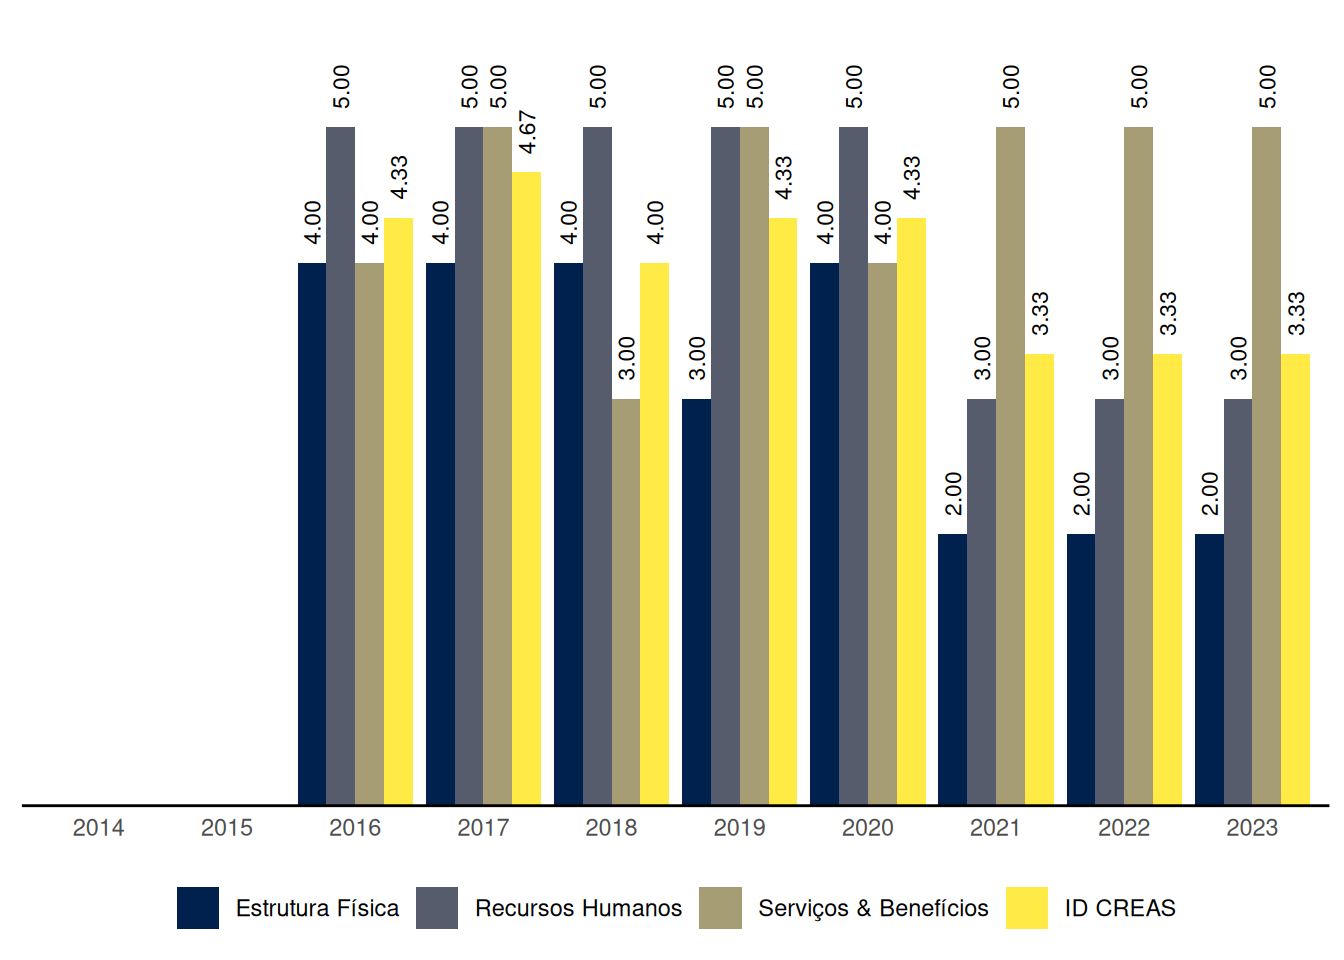 4.00 5.00 4.00 4.33 4.00 5.00 5.00 4.67 4.00 5.00 3.00 4.00 3.00 5.00 5.00 4.33 4.00 5.00 4.00 4.33 2.00 3.00 5.00 3.33 2.00 3.00 5.00 3.33 2.00 3.00 5.00 3.33
2014 2015 2016 2017 2018 2019 2020 2021 2022 2023
Estrutura Física Recursos Humanos Serviços & Benefícios ID CREAS